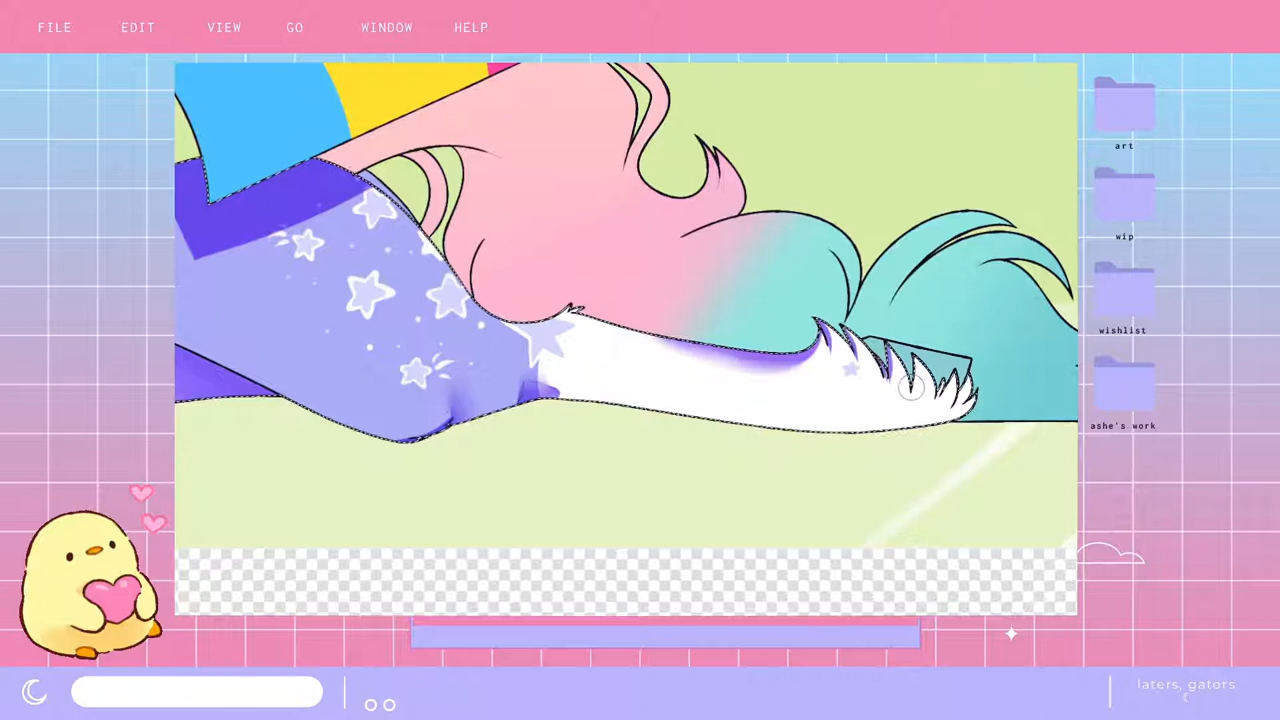 FILE EDIT VIEW GO WINDOW HELP
art
wip
wishlist
ashe's work
laters, gators